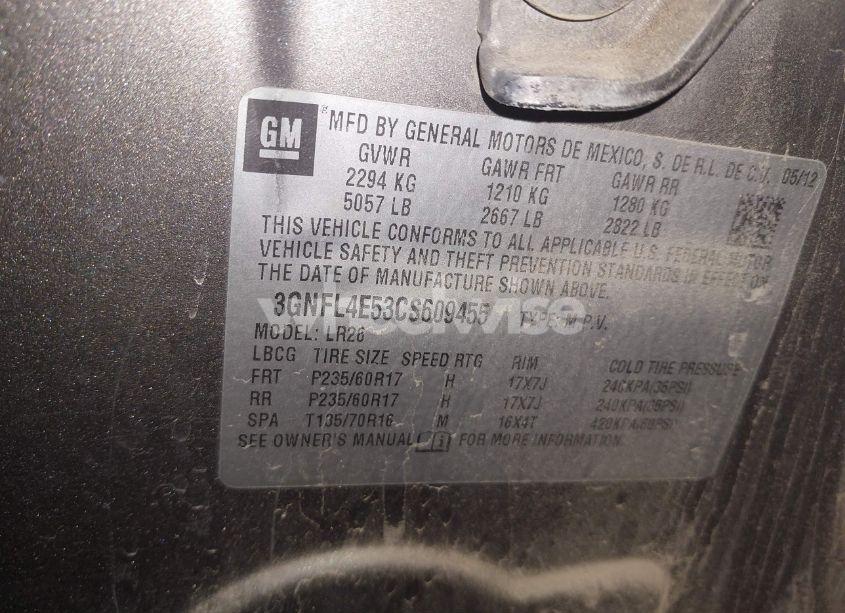 GM ® MFD BY GENERAL MOTORS DE MEXICO, S. DE R.L. DE C.V. 05/12
GVWR GAWR FRT GAWR RR
2294 KG 1210 KG 1280 KG
5057 LB 2667 LB 2822 LB
THIS VEHICLE CONFORMS TO ALL APPLICABLE U.S. FEDERAL MOTOR
VEHICLE SAFETY AND THEFT PREVENTION STANDARDS IN EFFECT ON
THE DATE OF MANUFACTURE SHOWN ABOVE.
3GNFL4E53CS609455 TYPE: M.P.V.
MODEL: LR26
LBCG TIRE SIZE SPEED RTG RIM COLD TIRE PRESSURE
FRT P235/60R17 H 17X7J 240KPA(35PSI)
RR P235/60R17 H 17X7J 240KPA(35PSI)
SPA T135/70R16 M 16X4T 420KPA(60PSI)
SEE OWNER'S MANUAL FOR MORE INFORMATION.